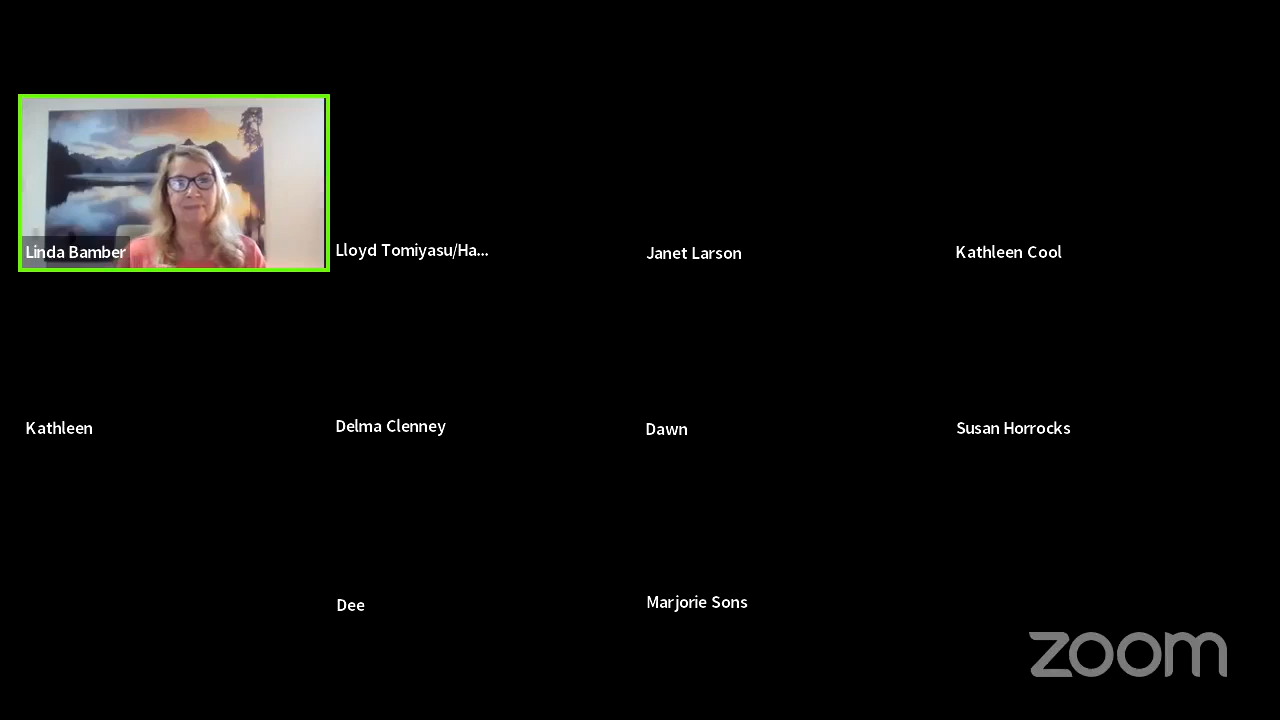 Linda Bamber
Lloyd Tomiyasu/Ha...
Janet Larson
Kathleen Cool
Kathleen
Delma Clenney
Dawn
Susan Horrocks
Dee
Marjorie Sons
zoom